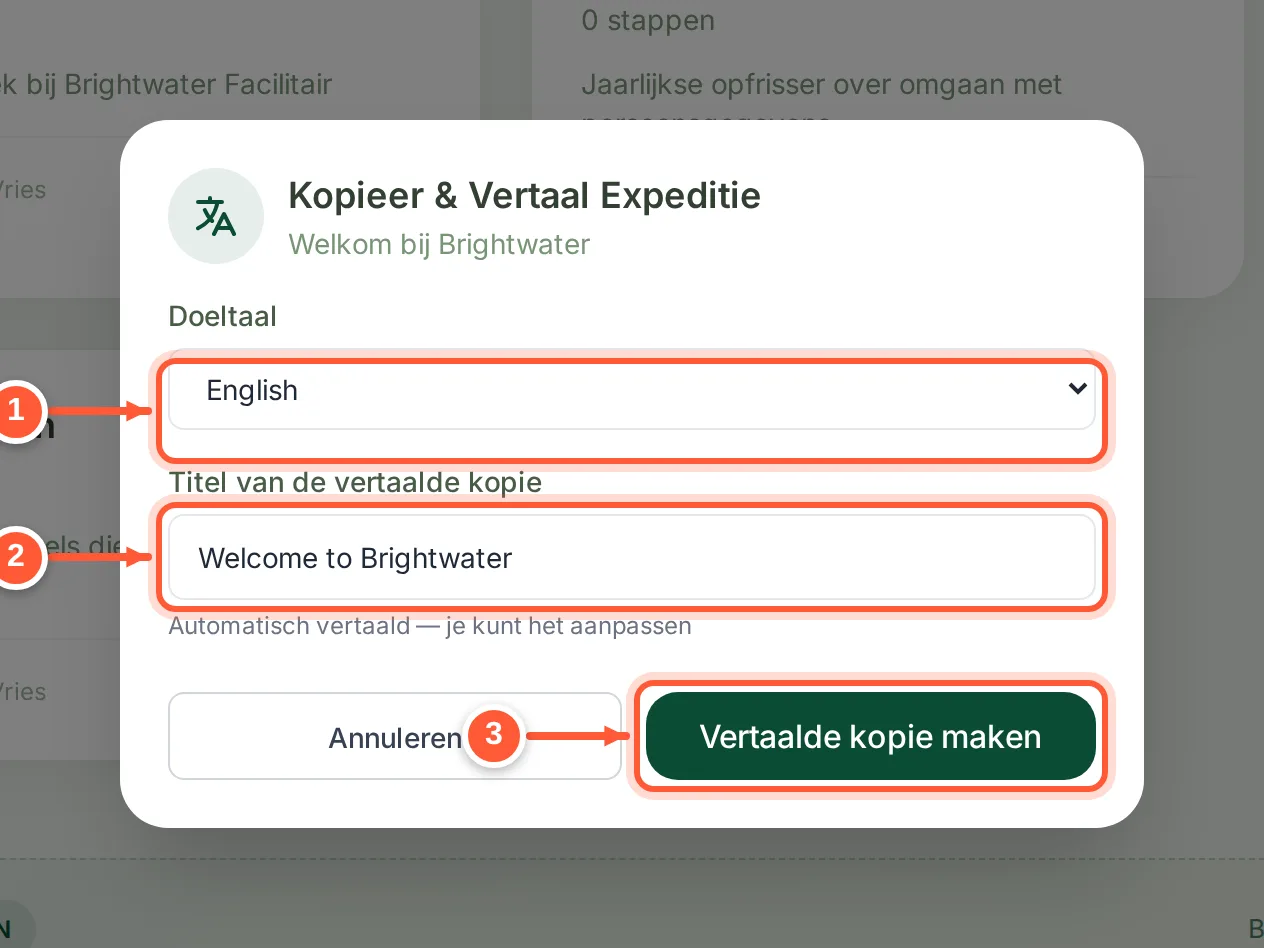 0 stappen
k bij Brightwater Facilitair
Jaarlijkse opfrisser over omgaan met
Vries
Kopieer & Vertaal Expeditie
Welkom bij Brightwater
Doeltaal
English
1
Titel van de vertaalde kopie
2
els die
Welcome to Brightwater
Automatisch vertaald — je kunt het aanpassen
Vries
Annuleren
3
Vertaalde kopie maken
N
B